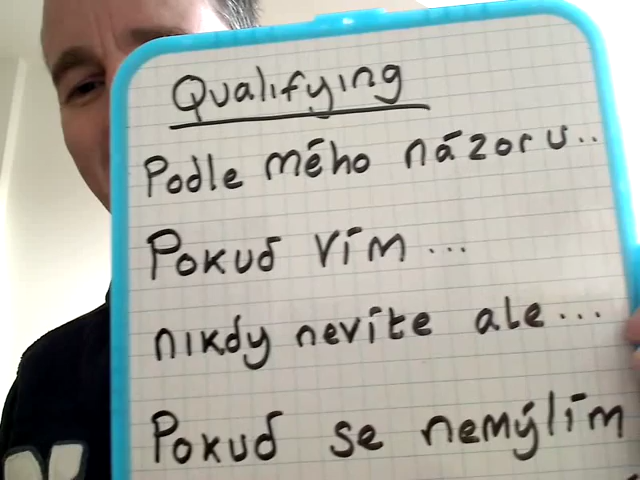 Qualifying
Podle mého názoru..
Pokud vím...
nikdy nevíte ale...
Pokud se nemýlím